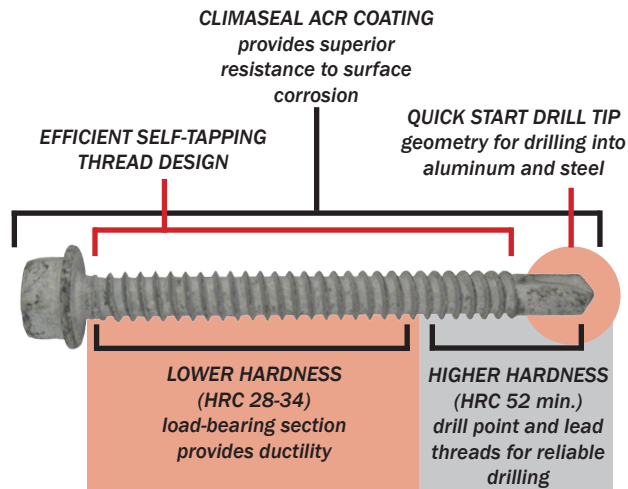 CLIMASEAL ACR COATING
provides superior
resistance to surface
corrosion
EFFICIENT SELF-TAPPING
THREAD DESIGN
QUICK START DRILL TIP
geometry for drilling into
aluminum and steel
LOWER HARDNESS
(HRC 28-34)
load-bearing section
provides ductility
HIGHER HARDNESS
(HRC 52 min.)
drill point and lead
threads for reliable
drilling